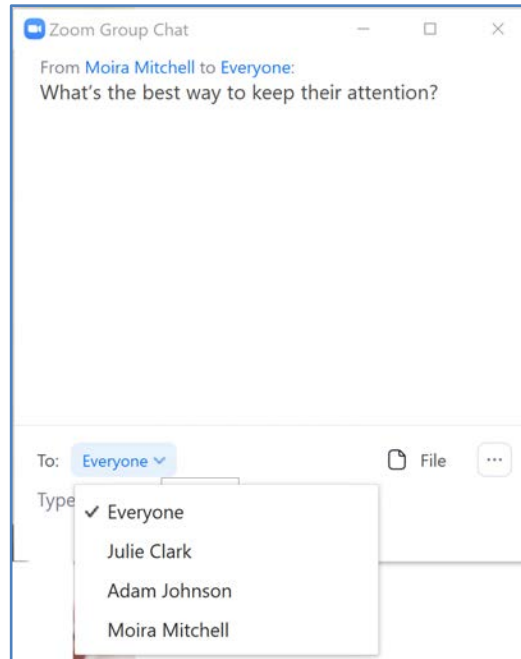 Zoom Group Chat
From Moira Mitchell to Everyone:
What's the best way to keep their attention?
To: Everyone File ...
Type
Everyone
Julie Clark
Adam Johnson
Moira Mitchell